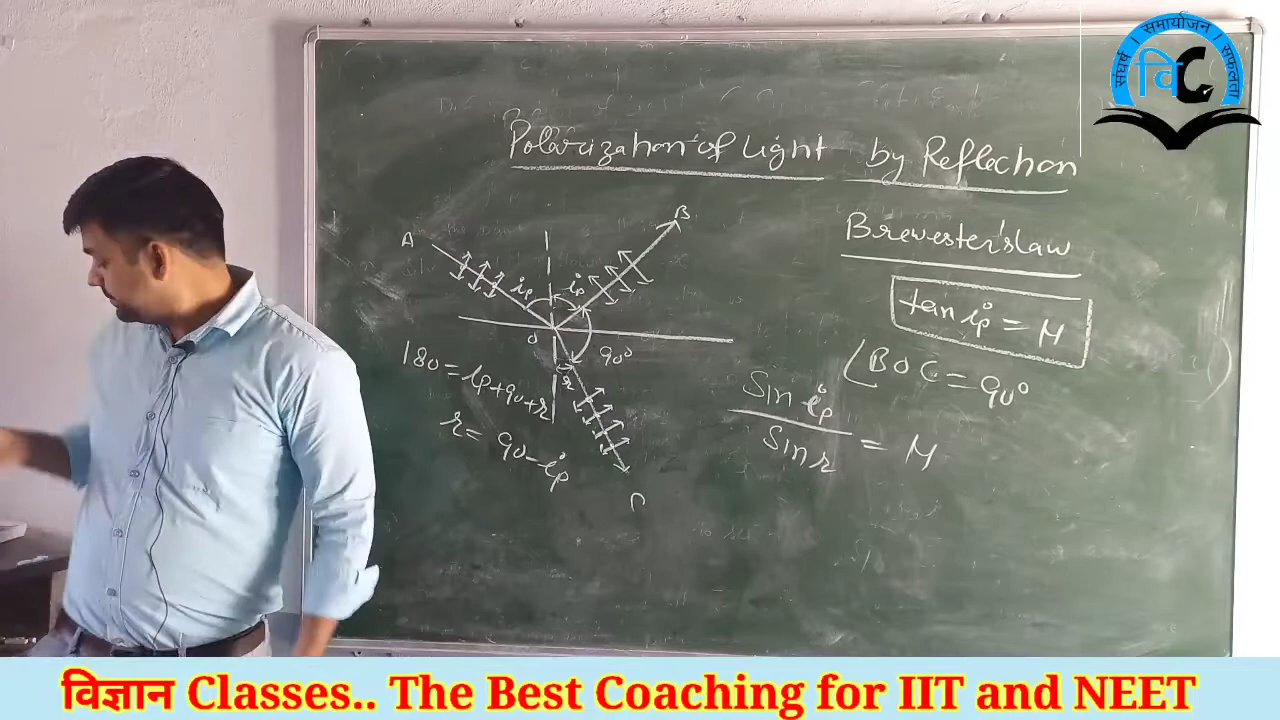 संघर्ष । समायोजन । सफलता
वि C
Polarization of Light by Reflection
Brewester's law
tan ip = μ
∠BOC = 90°
A
B
ip
ip
O
90°
r
C
180 = ip + 90 + r
r = 90 - ip
Sin ip
Sin r
= μ
विज्ञान Classes.. The Best Coaching for IIT and NEET